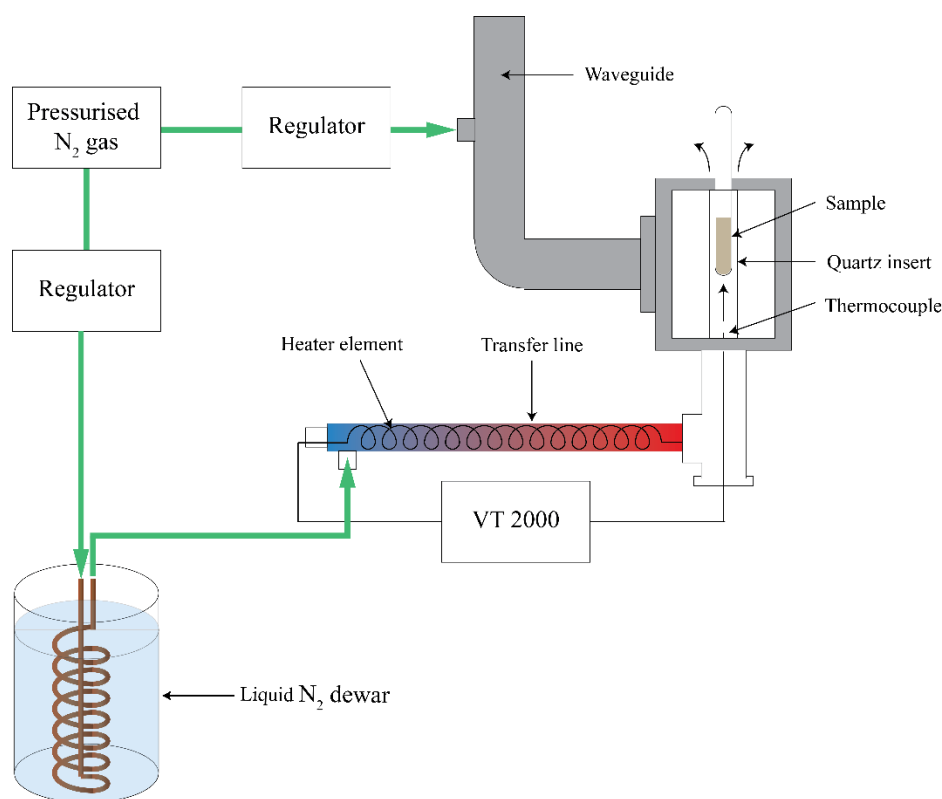 Waveguide
Pressurised
N₂ gas
Regulator
Sample
Quartz insert
Regulator
Thermocouple
Heater element
Transfer line
VT 2000
Liquid N₂ dewar